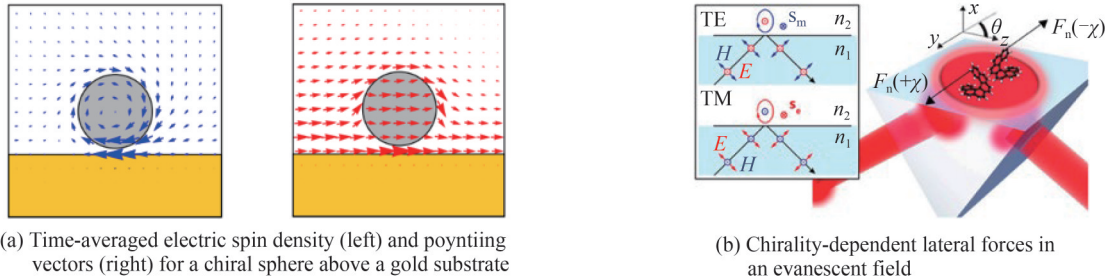 TE
S_m
n_2
n_1
H
E
TM
S_e
n_2
n_1
E
H
x
y
z
θ
F_n(−χ)
F_n(+χ)
(a) Time-averaged electric spin density (left) and poyntiing
vectors (right) for a chiral sphere above a gold substrate
(b) Chirality-dependent lateral forces in
an evanescent field